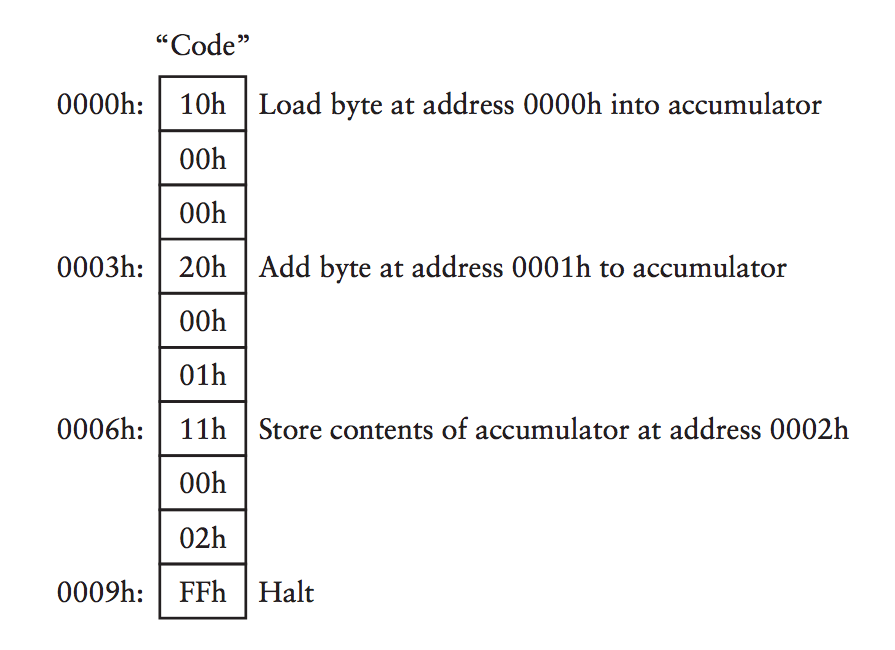 “Code”
0000h: 10h Load byte at address 0000h into accumulator
00h
00h
0003h: 20h Add byte at address 0001h to accumulator
00h
01h
0006h: 11h Store contents of accumulator at address 0002h
00h
02h
0009h: FFh Halt